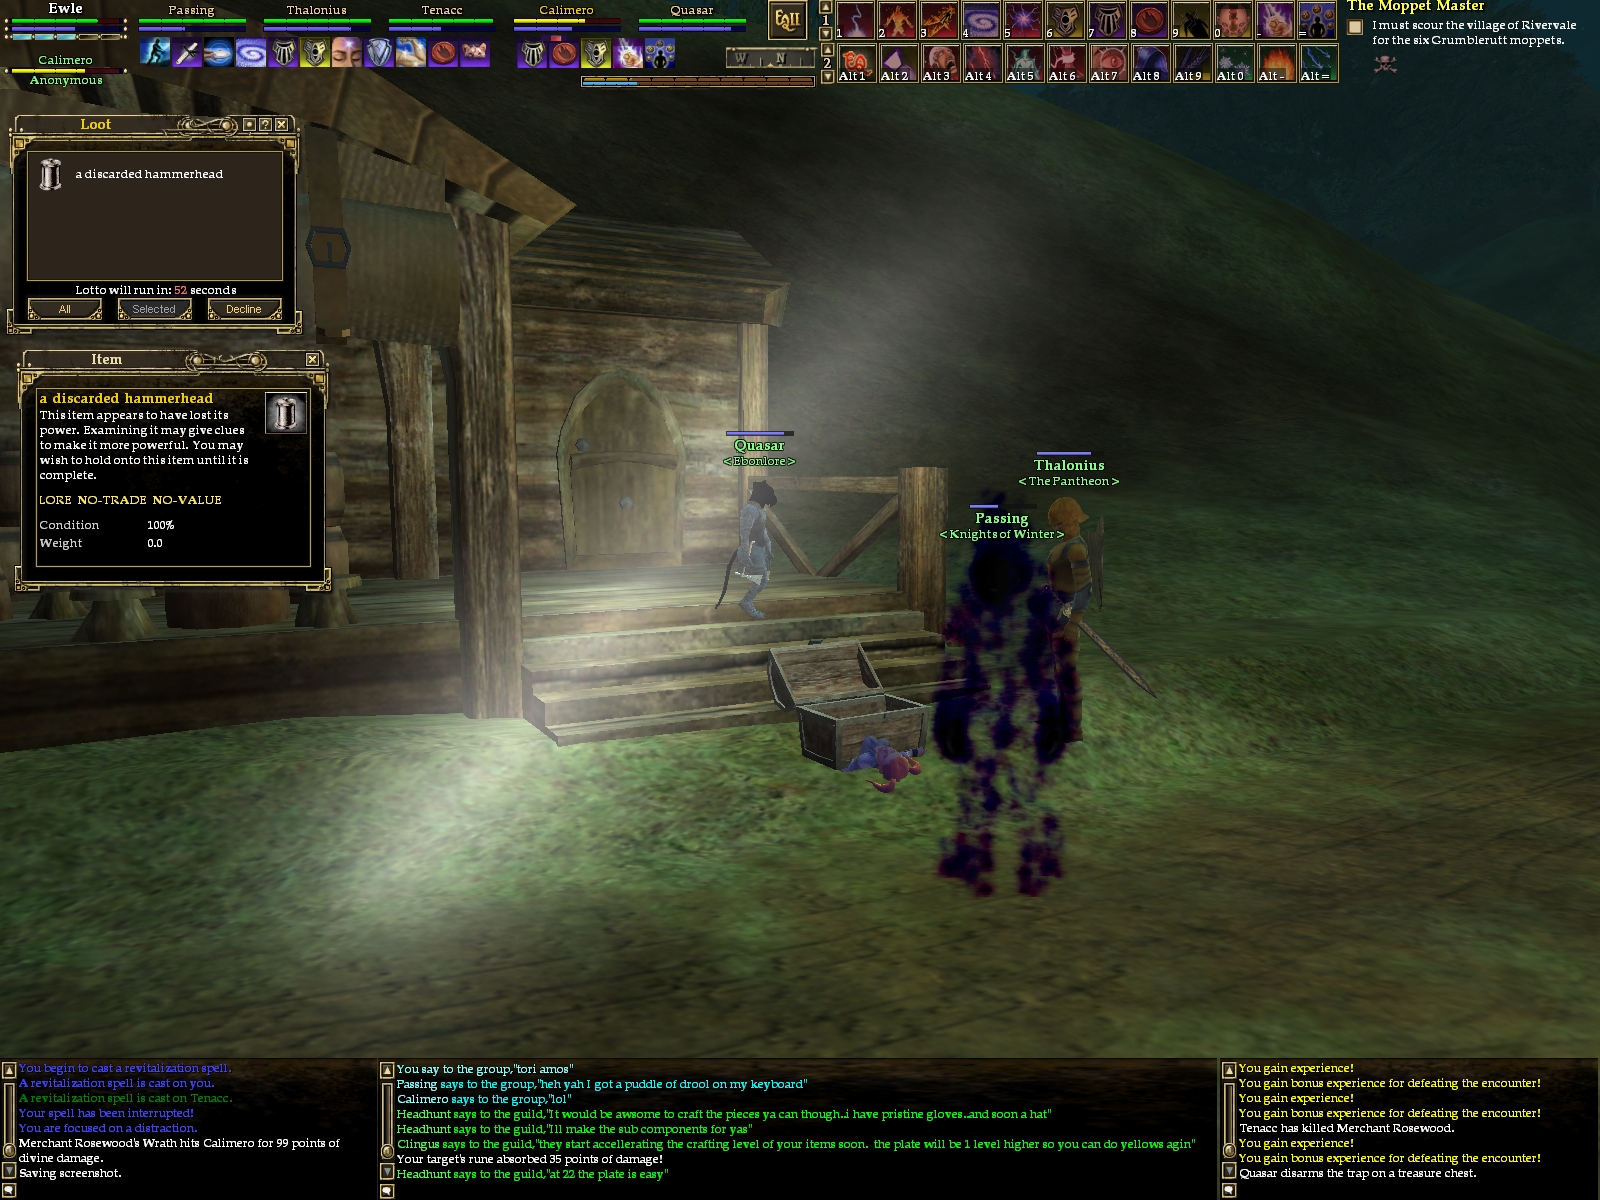 Ewle
Calimero
Anonymous
Passing
Thalonius
Tenacc
Calimero
Quasar
EQII
W N
1
2
1 2 3 4 5 6 7 8 9 0 - =
Alt1 Alt2 Alt3 Alt4 Alt5 Alt6 Alt7 Alt8 Alt9 Alt0 Alt- Alt=
The Moppet Master
I must scour the village of Rivervale
for the six Grumblerutt moppets.
Loot
?
a discarded hammerhead
Lotto will run in: 52 seconds
All
Selected
Decline
1
Item
a discarded hammerhead
This item appears to have lost its
power. Examining it may give clues
to make it more powerful. You may
wish to hold onto this item until it is
complete.
LORE NO-TRADE NO-VALUE
Condition 100%
Weight 0.0
Quasar
<Ebonlore>
Thalonius
<The Pantheon>
Passing
<Knights of Winter>
You begin to cast a revitalization spell.
A revitalization spell is cast on you.
A revitalization spell is cast on Tenacc.
Your spell has been interrupted!
You are focused on a distraction.
Merchant Rosewood's Wrath hits Calimero for 99 points of
divine damage.
Saving screenshot.
You say to the group,"tori amos"
Passing says to the group,"heh yah I got a puddle of drool on my keyboard"
Calimero says to the group,"lol"
Headhunt says to the guild,"It would be awsome to craft the pieces ya can though..i have pristine gloves..and soon a hat"
Headhunt says to the guild,"Ill make the sub components for yas"
Clingus says to the guild,"they start accellerating the crafting level of your items soon.  the plate will be 1 level higher so you can do yellows agin"
Your target's rune absorbed 35 points of damage!
Headhunt says to the guild,"at 22 the plate is easy"
You gain experience!
You gain bonus experience for defeating the encounter!
You gain experience!
You gain bonus experience for defeating the encounter!
Tenacc has killed Merchant Rosewood.
You gain experience!
You gain bonus experience for defeating the encounter!
Quasar disarms the trap on a treasure chest.